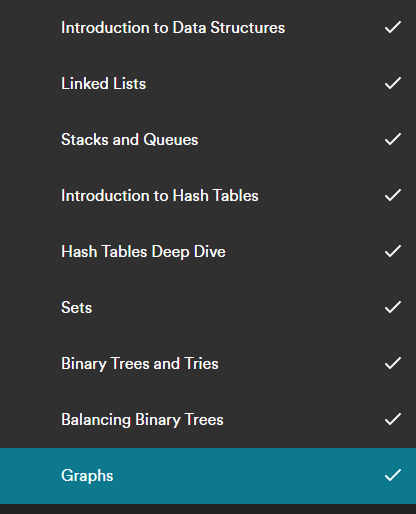 Introduction to Data Structures
Linked Lists
Stacks and Queues
Introduction to Hash Tables
Hash Tables Deep Dive
Sets
Binary Trees and Tries
Balancing Binary Trees
Graphs